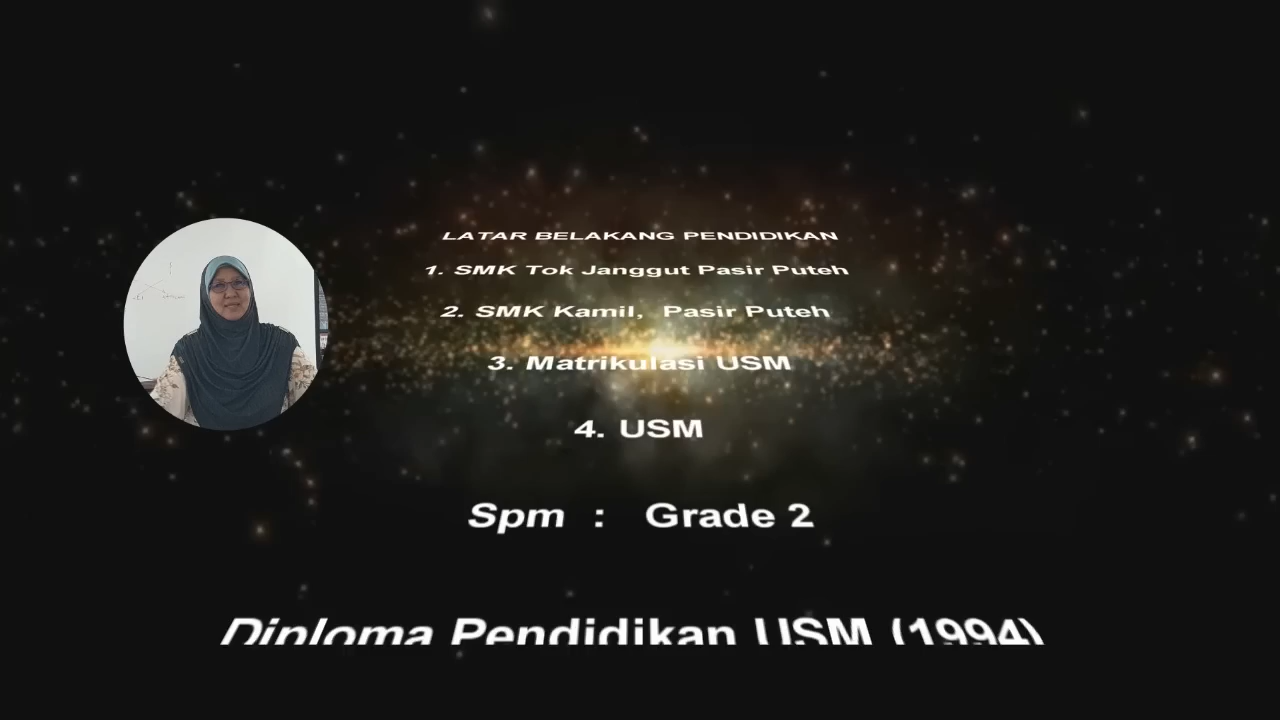 LATAR BELAKANG PENDIDIKAN
1. SMK Tok Janggut Pasir Puteh
2. SMK Kamil, Pasir Puteh
3. Matrikulasi USM
4. USM
Spm : Grade 2
Diploma Pendidikan USM (1994)